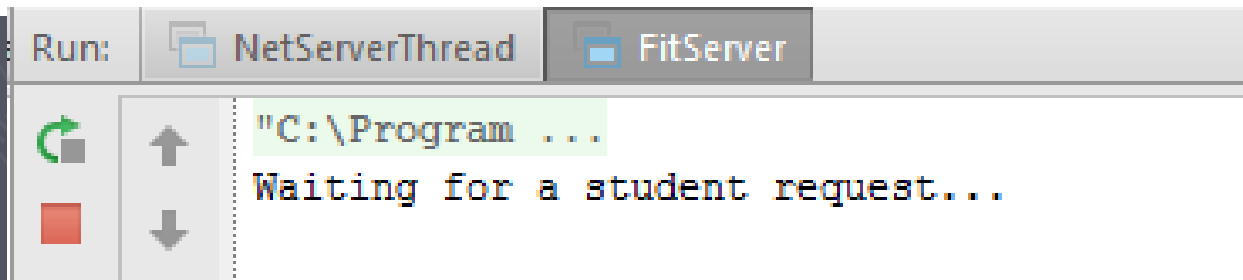 Run: NetServerThread FitServer
"C:\Program ...
Waiting for a student request...